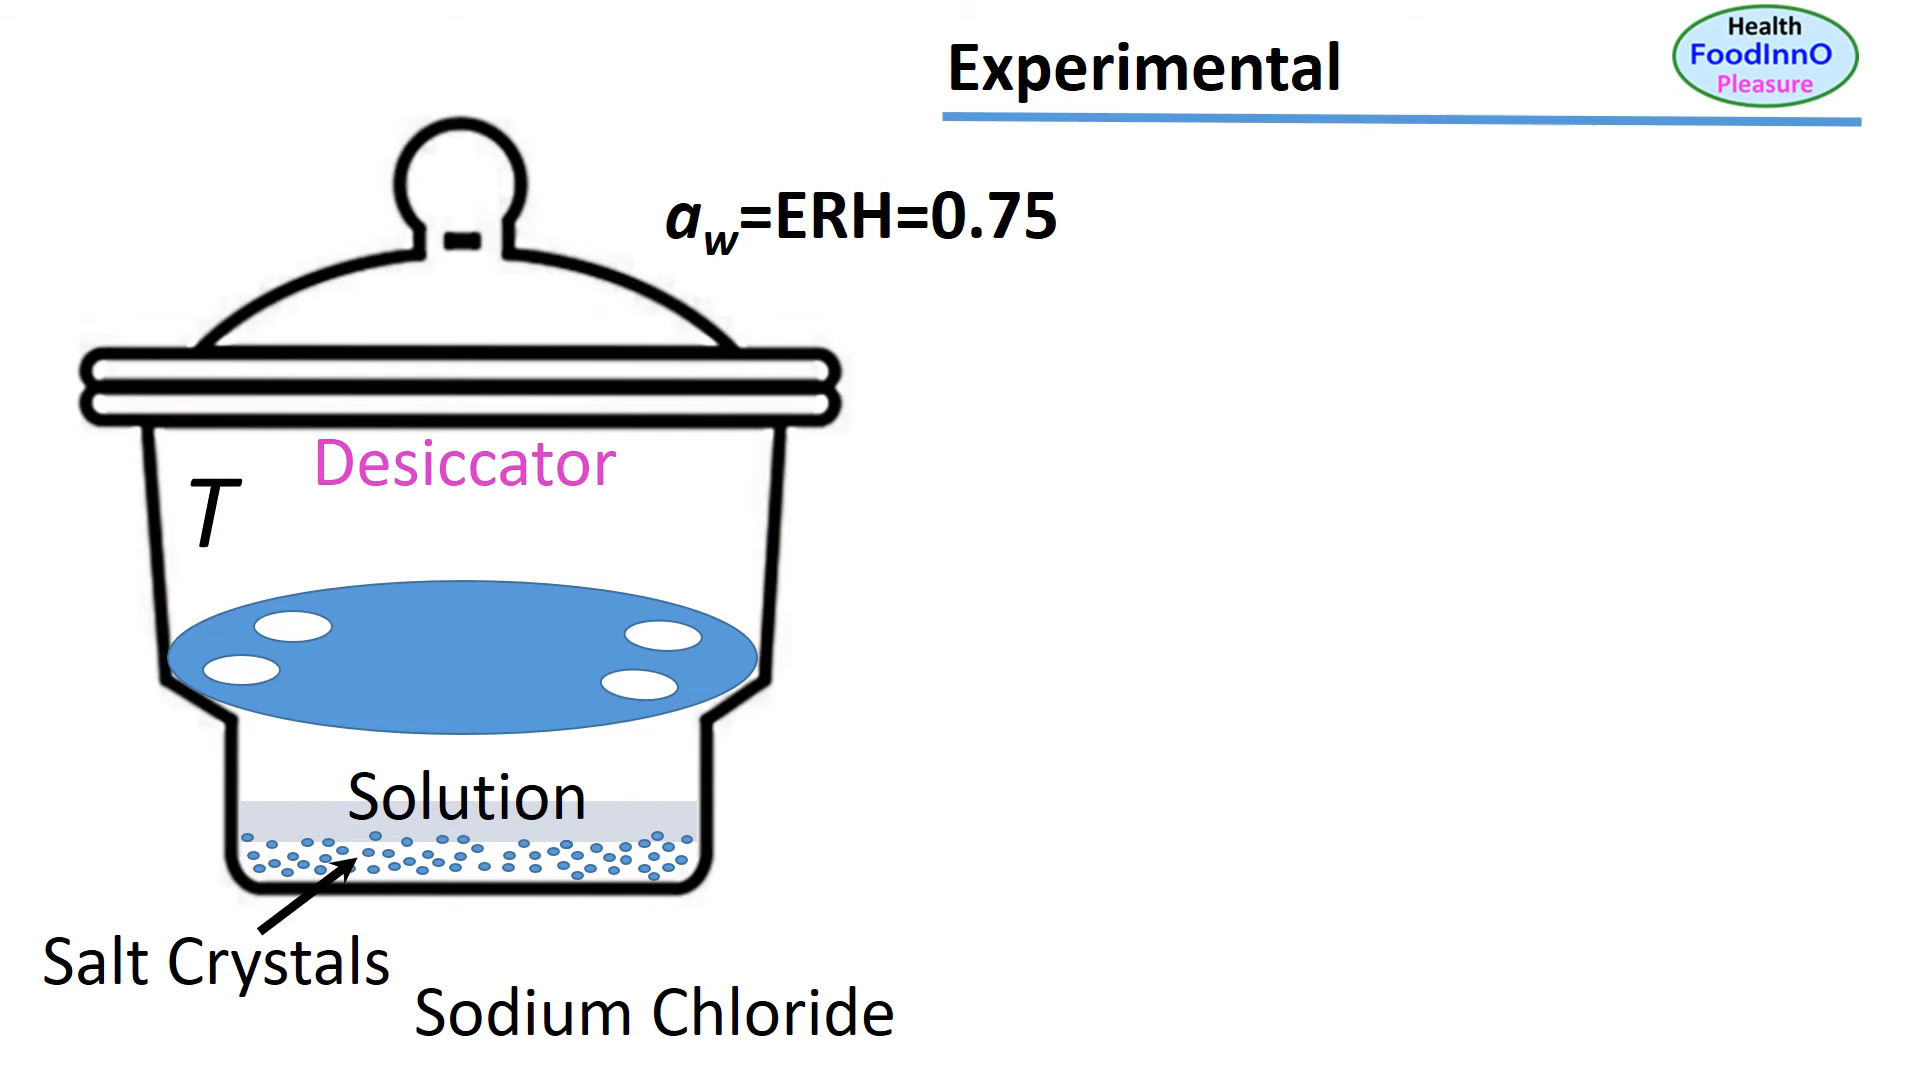 Experimental
Health
FoodInnO
Pleasure
aw=ERH=0.75
Desiccator
T
Solution
Salt Crystals
Sodium Chloride